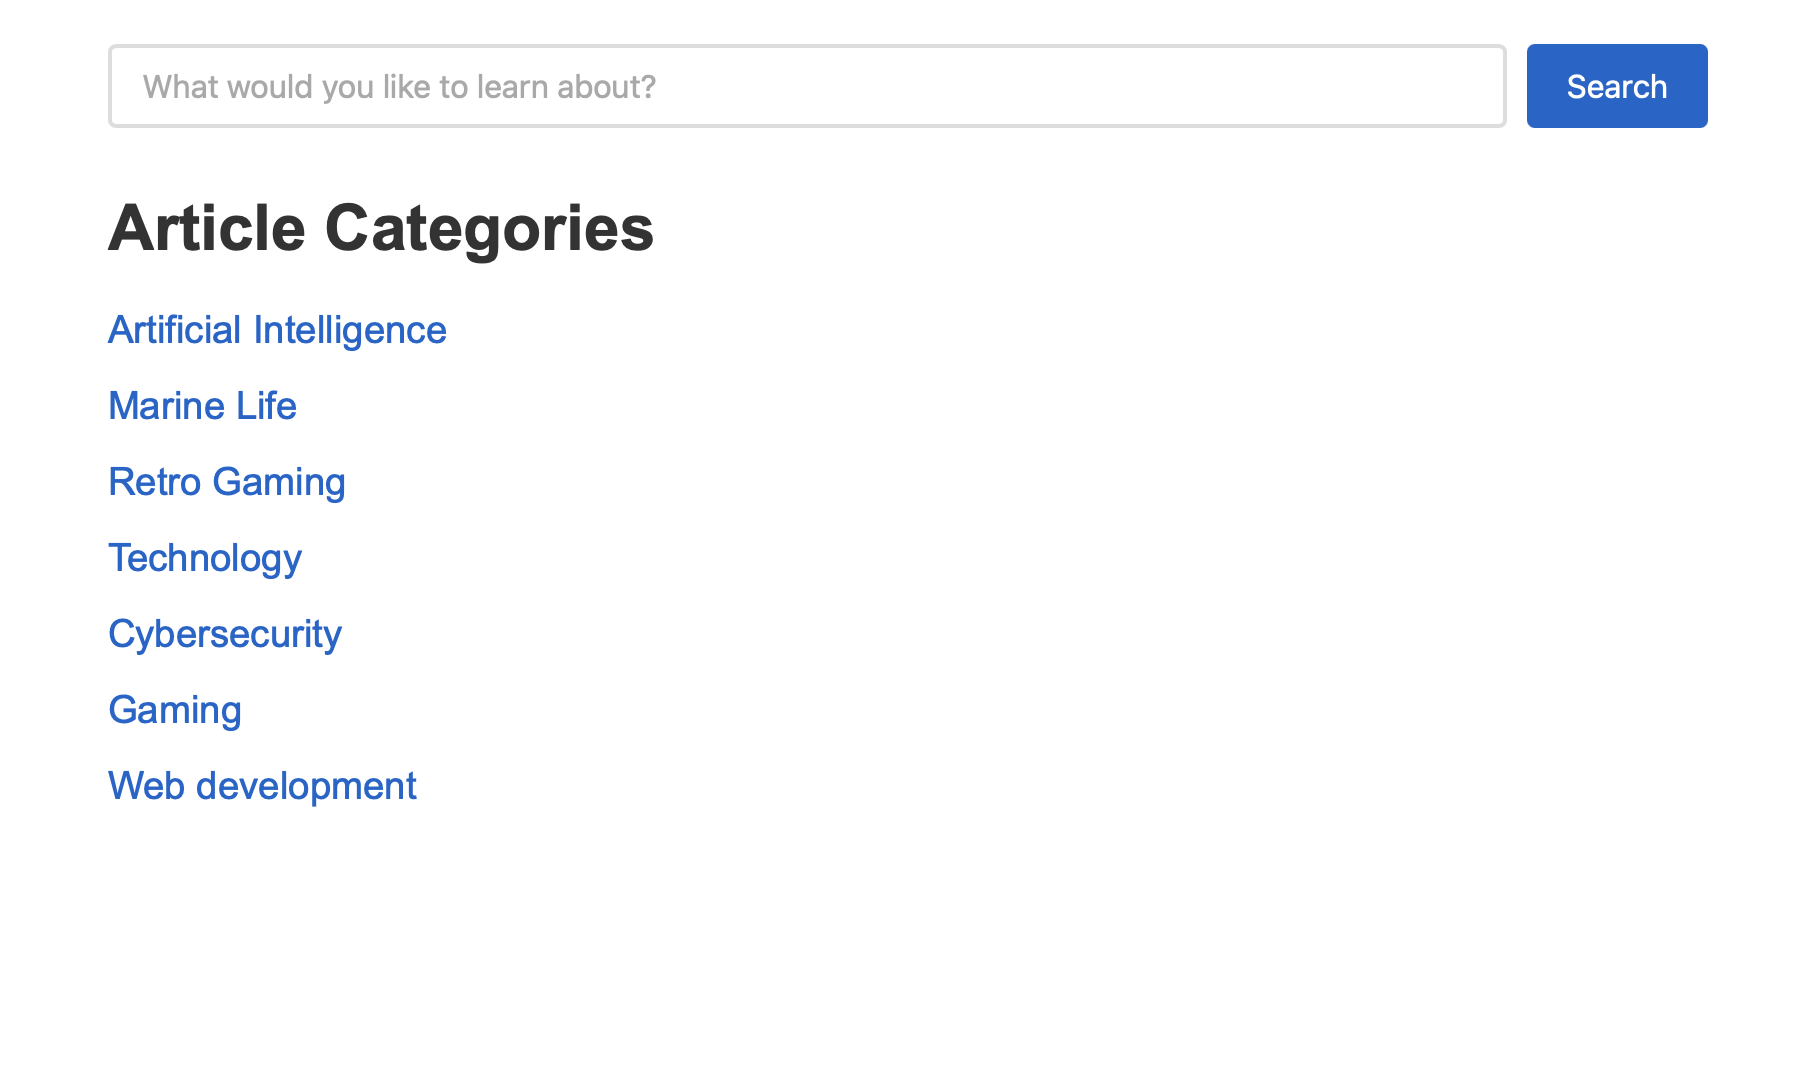 What would you like to learn about?
Search
Article Categories
Artificial Intelligence
Marine Life
Retro Gaming
Technology
Cybersecurity
Gaming
Web development